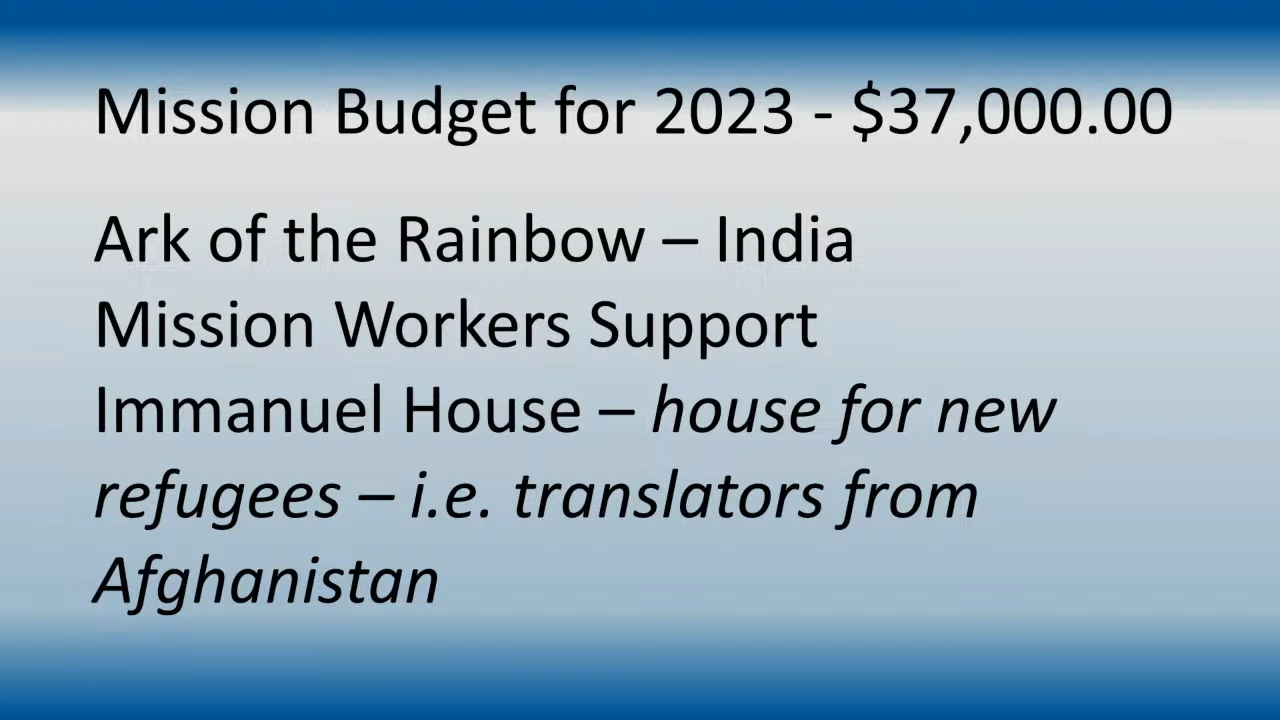 Mission Budget for 2023 - $37,000.00
Ark of the Rainbow – India
Mission Workers Support
Immanuel House – house for new
refugees – i.e. translators from
Afghanistan